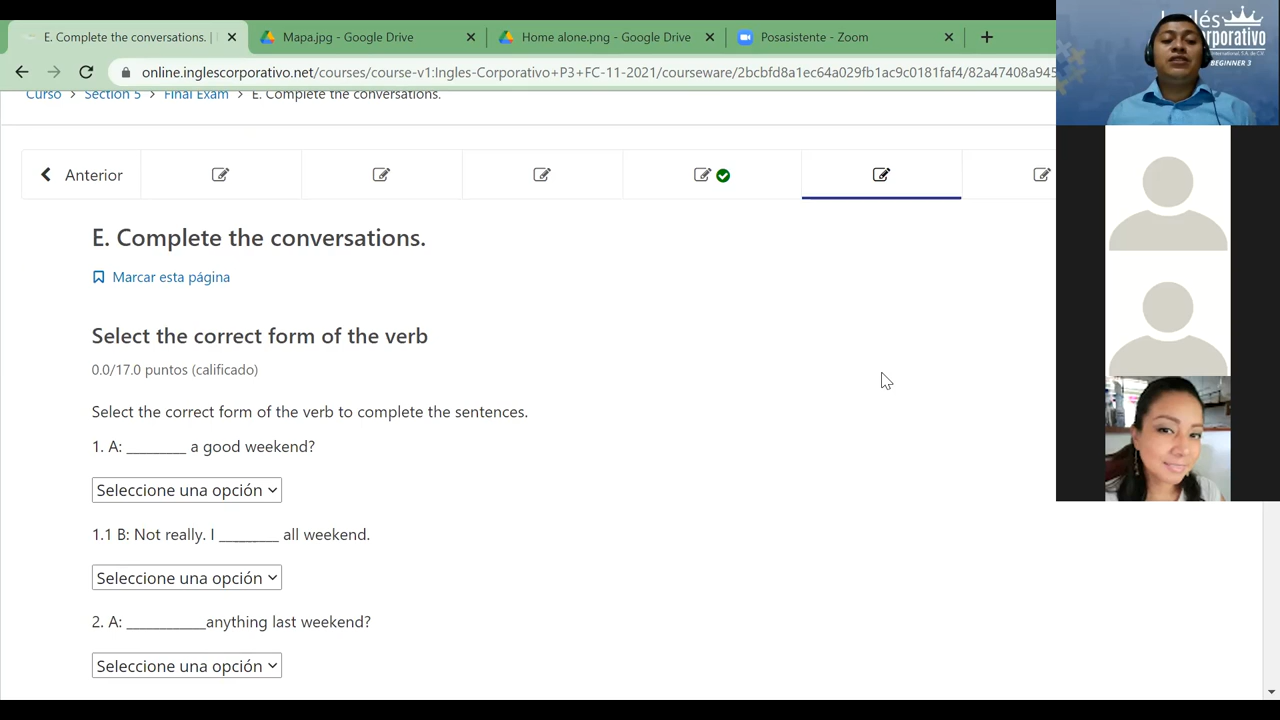 E. Complete the conversations. |
Mapa.jpg - Google Drive
Home alone.png - Google Drive
Posasistente - Zoom
online.inglescorporativo.net/courses/course-v1:Ingles-Corporativo+P3+FC-11-2021/courseware/2bcbfd8a1ec64a029fb1ac9c0181faf4/82a47408a945
Curso > Section 5 > Final Exam > E. Complete the conversations.
Anterior
E. Complete the conversations.
Marcar esta página
Select the correct form of the verb
0.0/17.0 puntos (calificado)
Select the correct form of the verb to complete the sentences.
1. A: ________ a good weekend?
Seleccione una opción
1.1 B: Not really. I ________ all weekend.
Seleccione una opción
2. A: ___________anything last weekend?
Seleccione una opción
Inglés
BEGINNER 3